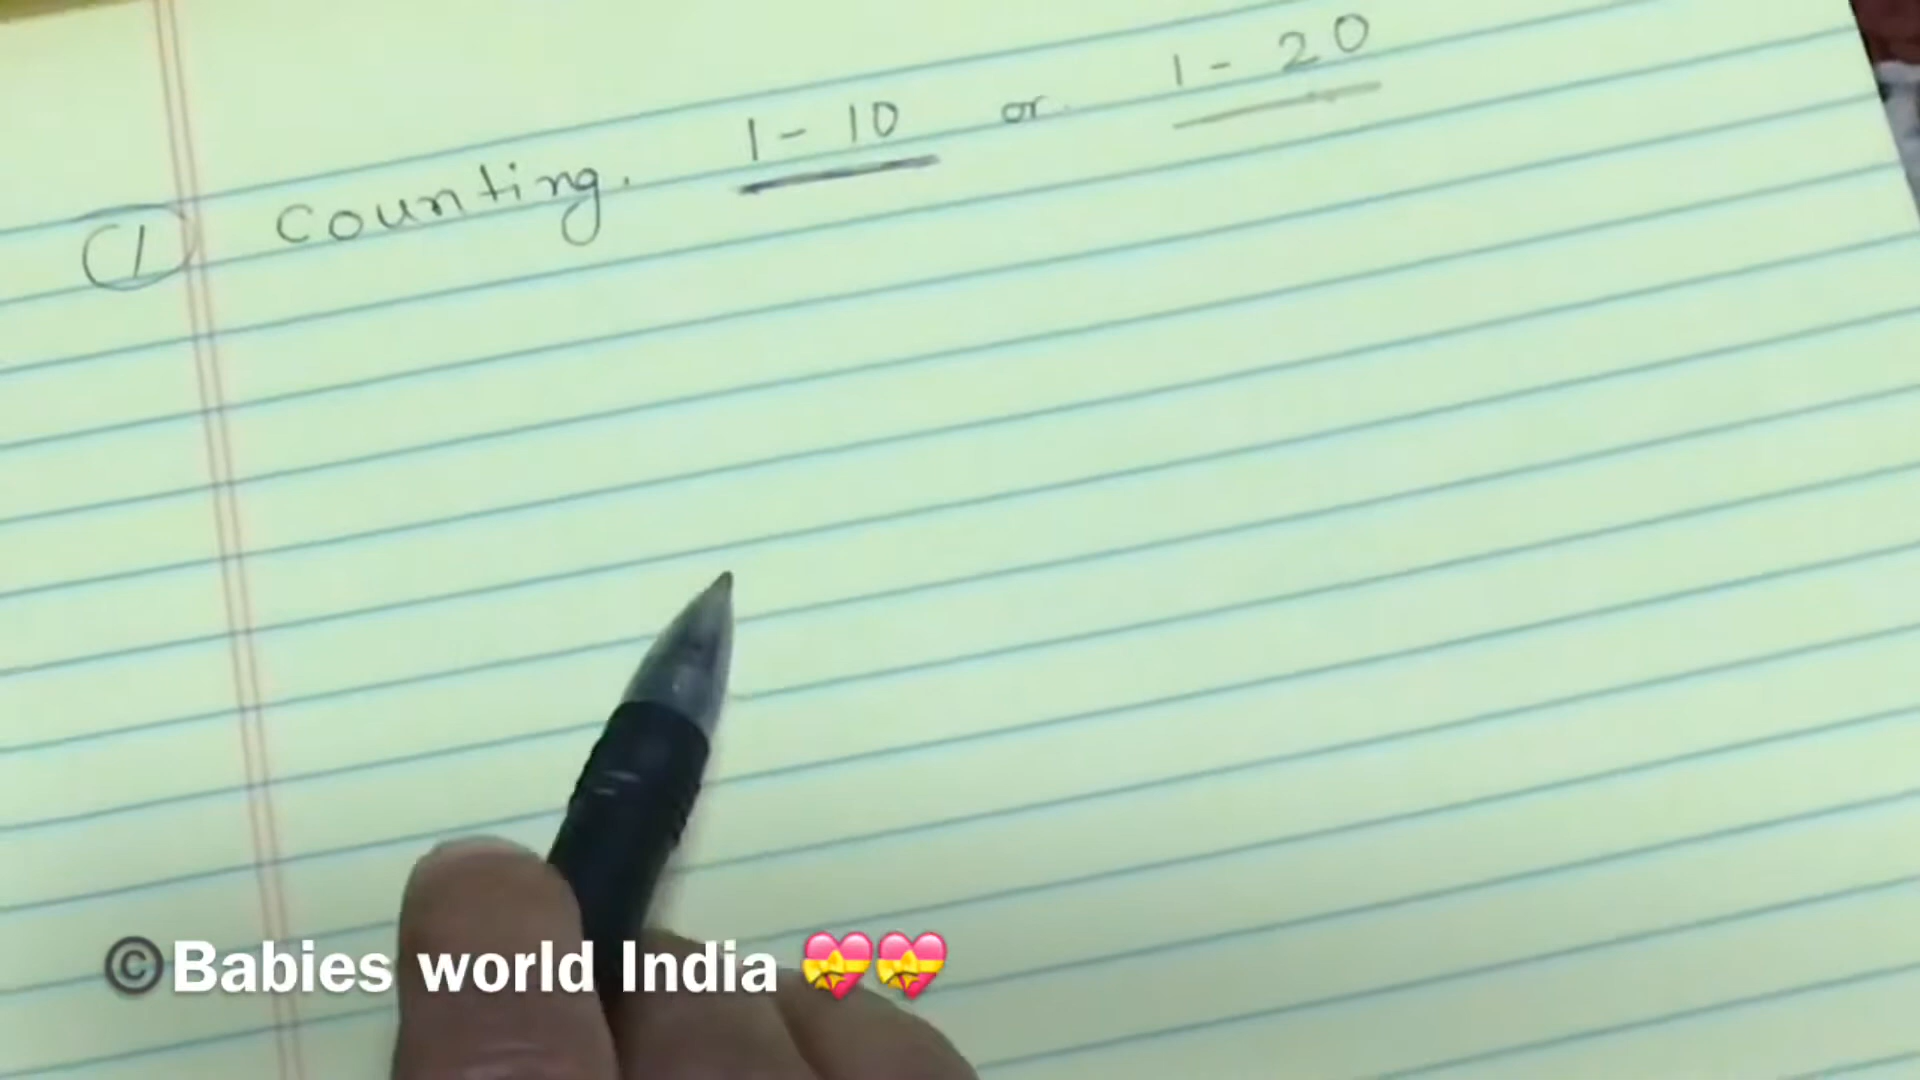 ① Counting. 1 - 10 or 1 - 20
©Babies world India 💝💝